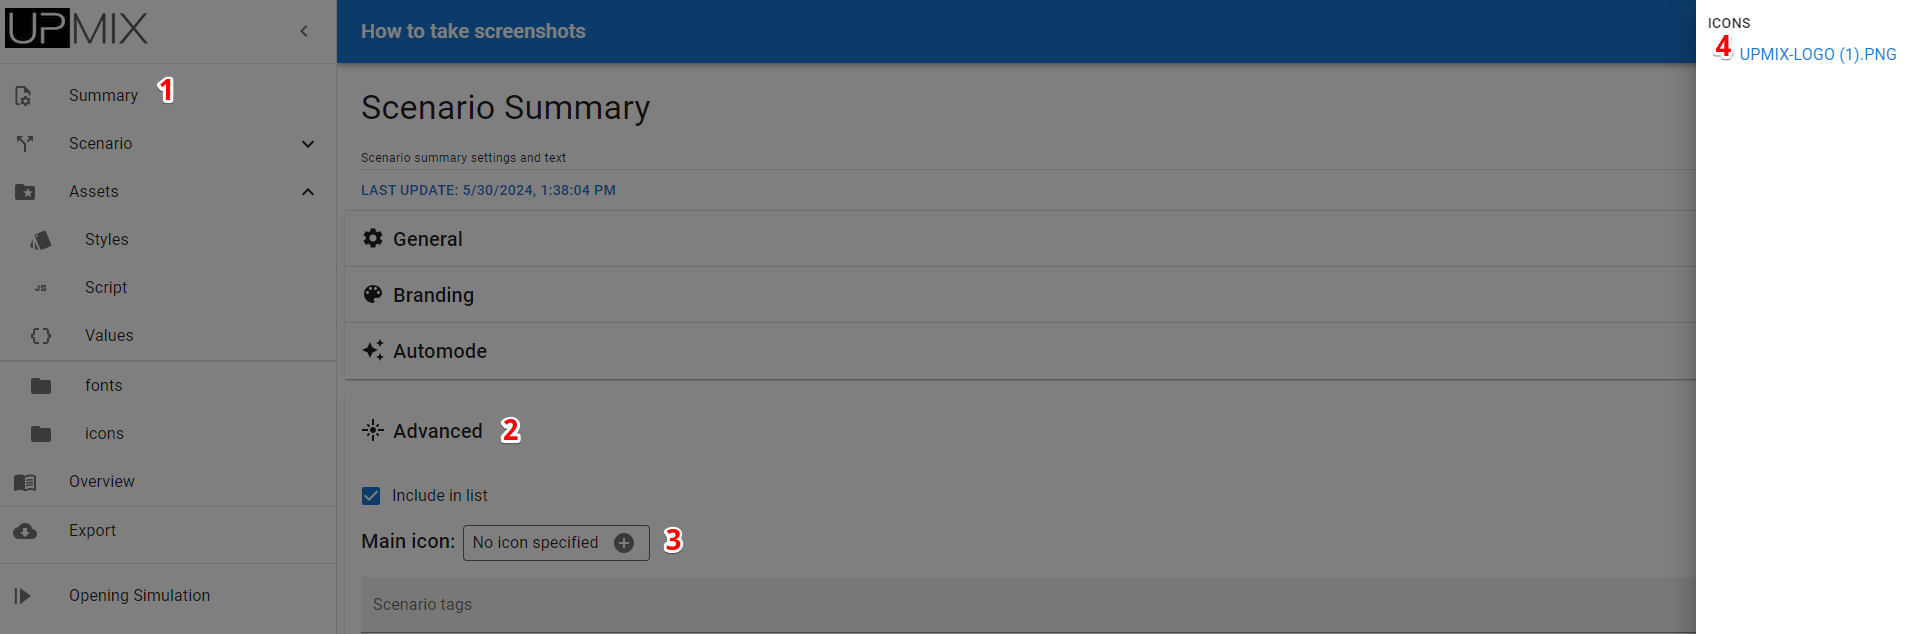 UPMIX
Summary 1
Scenario
Assets
Styles
JS Script
Values
fonts
icons
Overview
Export
Opening Simulation
How to take screenshots
Scenario Summary
Scenario summary settings and text
LAST UPDATE: 5/30/2024, 1:38:04 PM
General
Branding
Automode
Advanced 2
Include in list
Main icon: No icon specified 3
Scenario tags
ICONS
4 UPMIX-LOGO (1).PNG